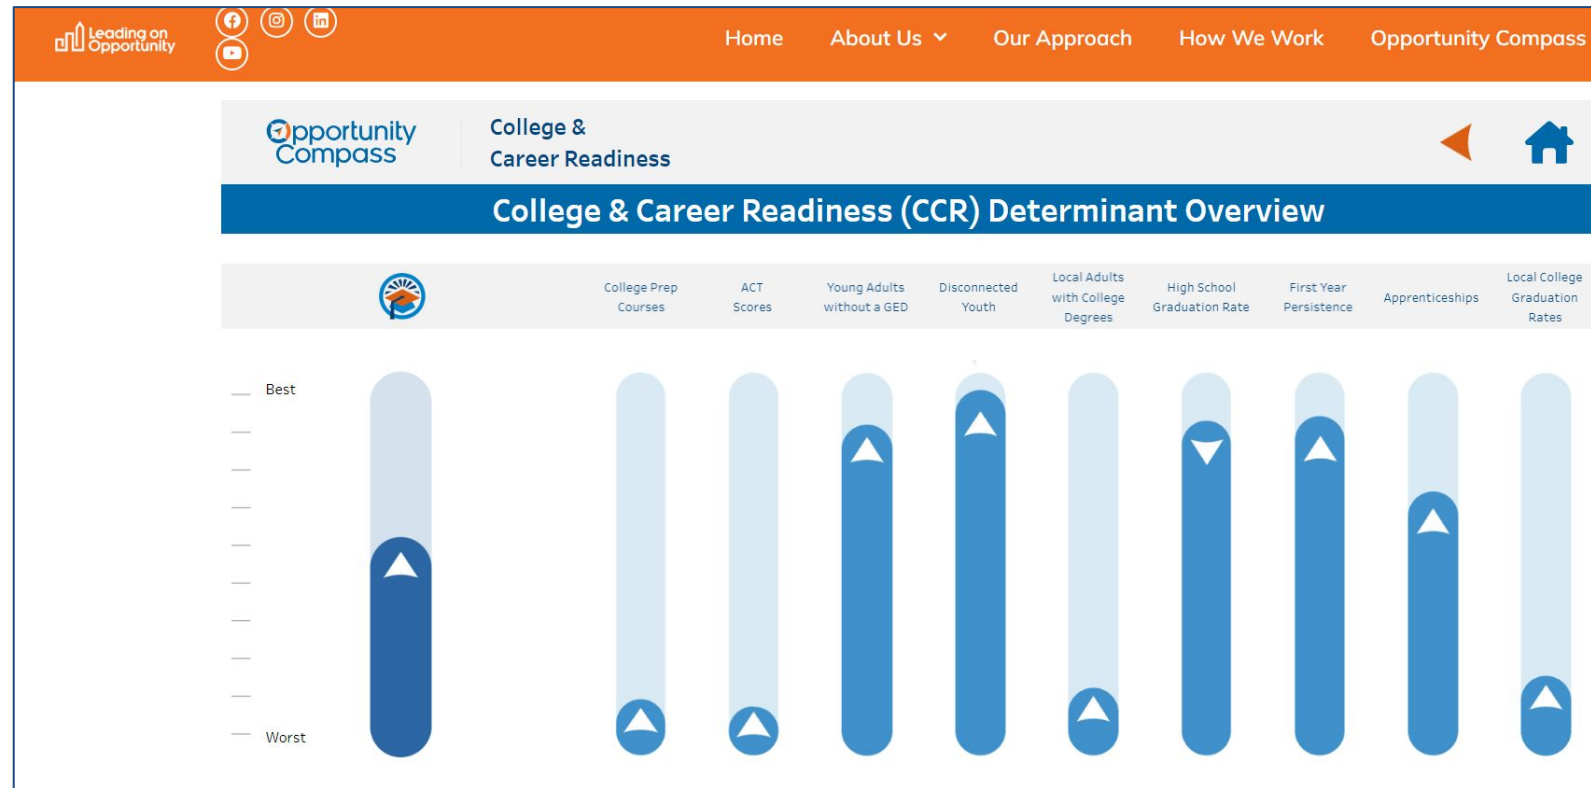 Leading on
Opportunity
Home
About Us
Our Approach
How We Work
Opportunity Compass
Opportunity
Compass
College &
Career Readiness
College & Career Readiness (CCR) Determinant Overview
College Prep
Courses
ACT
Scores
Young Adults
without a GED
Disconnected
Youth
Local Adults
with College
Degrees
High School
Graduation Rate
First Year
Persistence
Apprenticeships
Local College
Graduation
Rates
Best
Worst